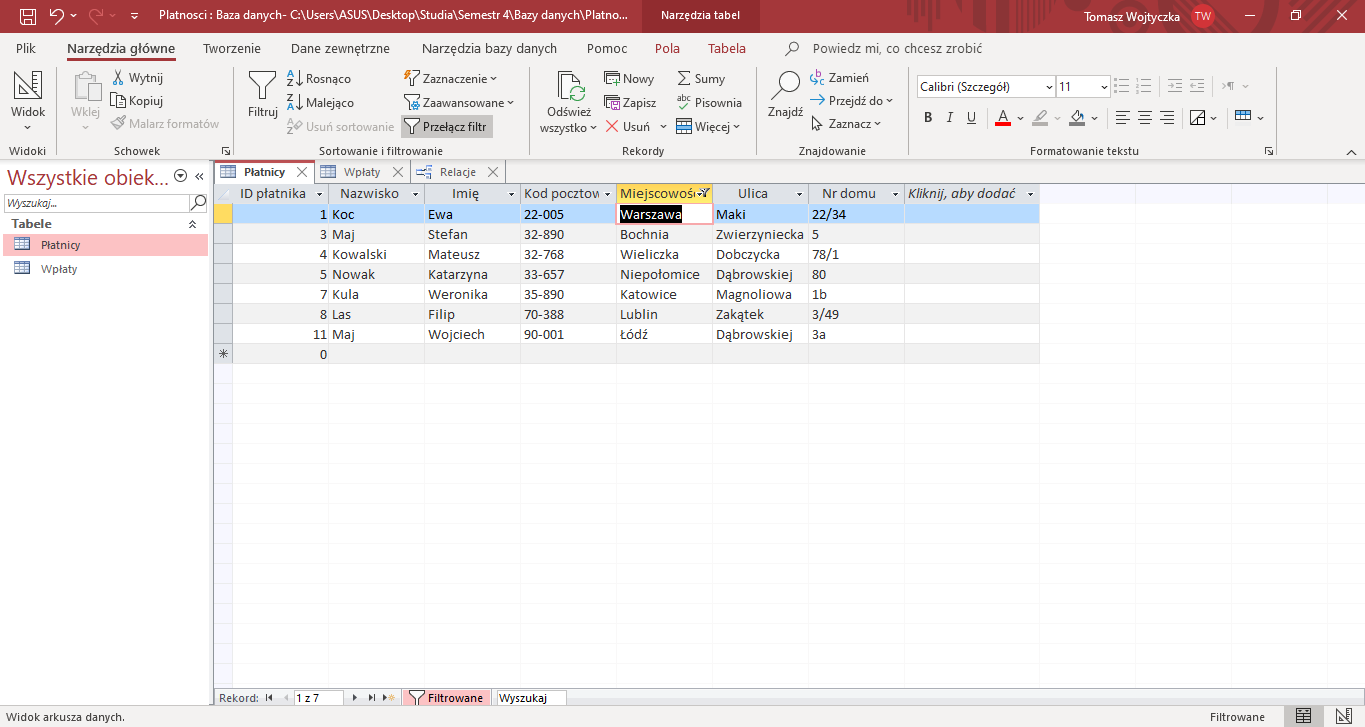 Platnosci : Baza danych- C:\Users\ASUS\Desktop\Studia\Semestr 4\Bazy danych\Platno... Narzędzia tabel Tomasz Wojtyczka TW
Plik Narzędzia główne Tworzenie Dane zewnętrzne Narzędzia bazy danych Pomoc Pola Tabela Powiedz mi, co chcesz zrobić
Widok
Widoki
Wklej
Wytnij
Kopiuj
Malarz formatów
Schowek
Filtruj
Rosnąco
Malejąco
Usuń sortowanie
Zaznaczenie
Zaawansowane
Przełącz filtr
Sortowanie i filtrowanie
Odśwież
wszystko
Nowy
Zapisz
Usuń
Sumy
Pisownia
Więcej
Rekordy
Znajdź
Zamień
Przejdź do
Zaznacz
Znajdowanie
Calibri (Szczegół) 11
B I U A
Formatowanie tekstu
Wszystkie obiek...
Wyszukaj...
Tabele
Płatnicy
Wpłaty
Płatnicy Wpłaty Relacje
ID płatnika Nazwisko Imię Kod pocztow Miejscowość Ulica Nr domu Kliknij, aby dodać
1 Koc Ewa 22-005 Warszawa Maki 22/34
3 Maj Stefan 32-890 Bochnia Zwierzyniecka 5
4 Kowalski Mateusz 32-768 Wieliczka Dobczycka 78/1
5 Nowak Katarzyna 33-657 Niepołomice Dąbrowskiej 80
7 Kula Weronika 35-890 Katowice Magnoliowa 1b
8 Las Filip 70-388 Lublin Zakątek 3/49
11 Maj Wojciech 90-001 Łódź Dąbrowskiej 3a
0
Rekord: 1 z 7 Filtrowane Wyszukaj
Widok arkusza danych. Filtrowane